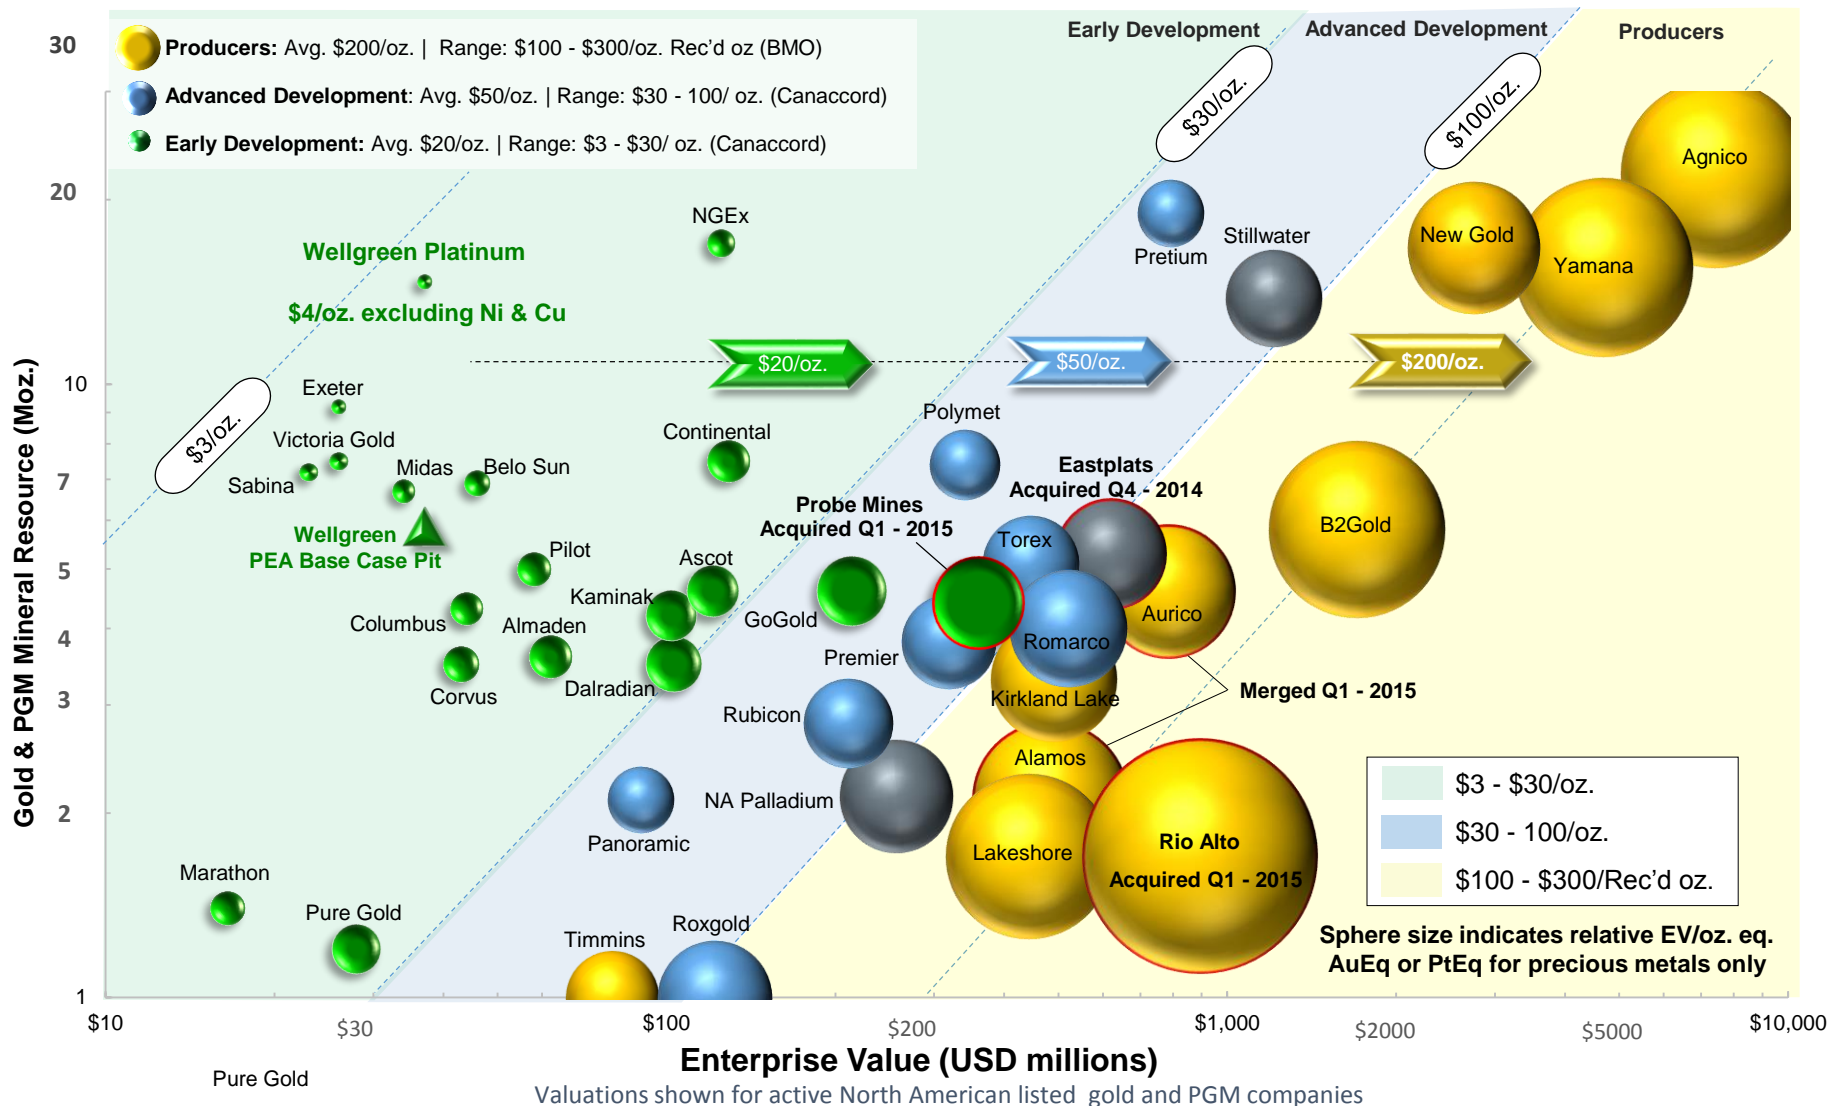 Early Development
Advanced Development
Producers
Producers: Avg. $200/oz. | Range: $100 - $300/oz. Rec'd oz (BMO)
Advanced Development: Avg. $50/oz. | Range: $30 - 100/ oz. (Canaccord)
Early Development: Avg. $20/oz. | Range: $3 - $30/ oz. (Canaccord)
$30/oz.
$100/oz.
$3/oz.
30
20
10
7
5
4
3
2
1
Gold & PGM Mineral Resource (Moz.)
Agnico
NGEx
Wellgreen Platinum
$4/oz. excluding Ni & Cu
Pretium
Stillwater
New Gold
Yamana
$20/oz.
$50/oz.
$200/oz.
Exeter
Victoria Gold
Sabina
Midas
Belo Sun
Continental
Polymet
Eastplats
Acquired Q4 - 2014
Probe Mines
Acquired Q1 - 2015
B2Gold
Wellgreen
PEA Base Case Pit
Pilot
Ascot
Torex
Kaminak
Columbus
Almaden
GoGold
Aurico
Romarco
Premier
Corvus
Dalradian
Kirkland Lake
Merged Q1 - 2015
Rubicon
Alamos
NA Palladium
Panoramic
Lakeshore
Rio Alto
Acquired Q1 - 2015
Marathon
Pure Gold
Timmins
Roxgold
$3 - $30/oz.
$30 - 100/oz.
$100 - $300/Rec'd oz.
Sphere size indicates relative EV/oz. eq.
AuEq or PtEq for precious metals only
$10
$30
$100
$200
$1,000
$2000
$5000
$10,000
Enterprise Value (USD millions)
Pure Gold
Valuations shown for active North American listed gold and PGM companies